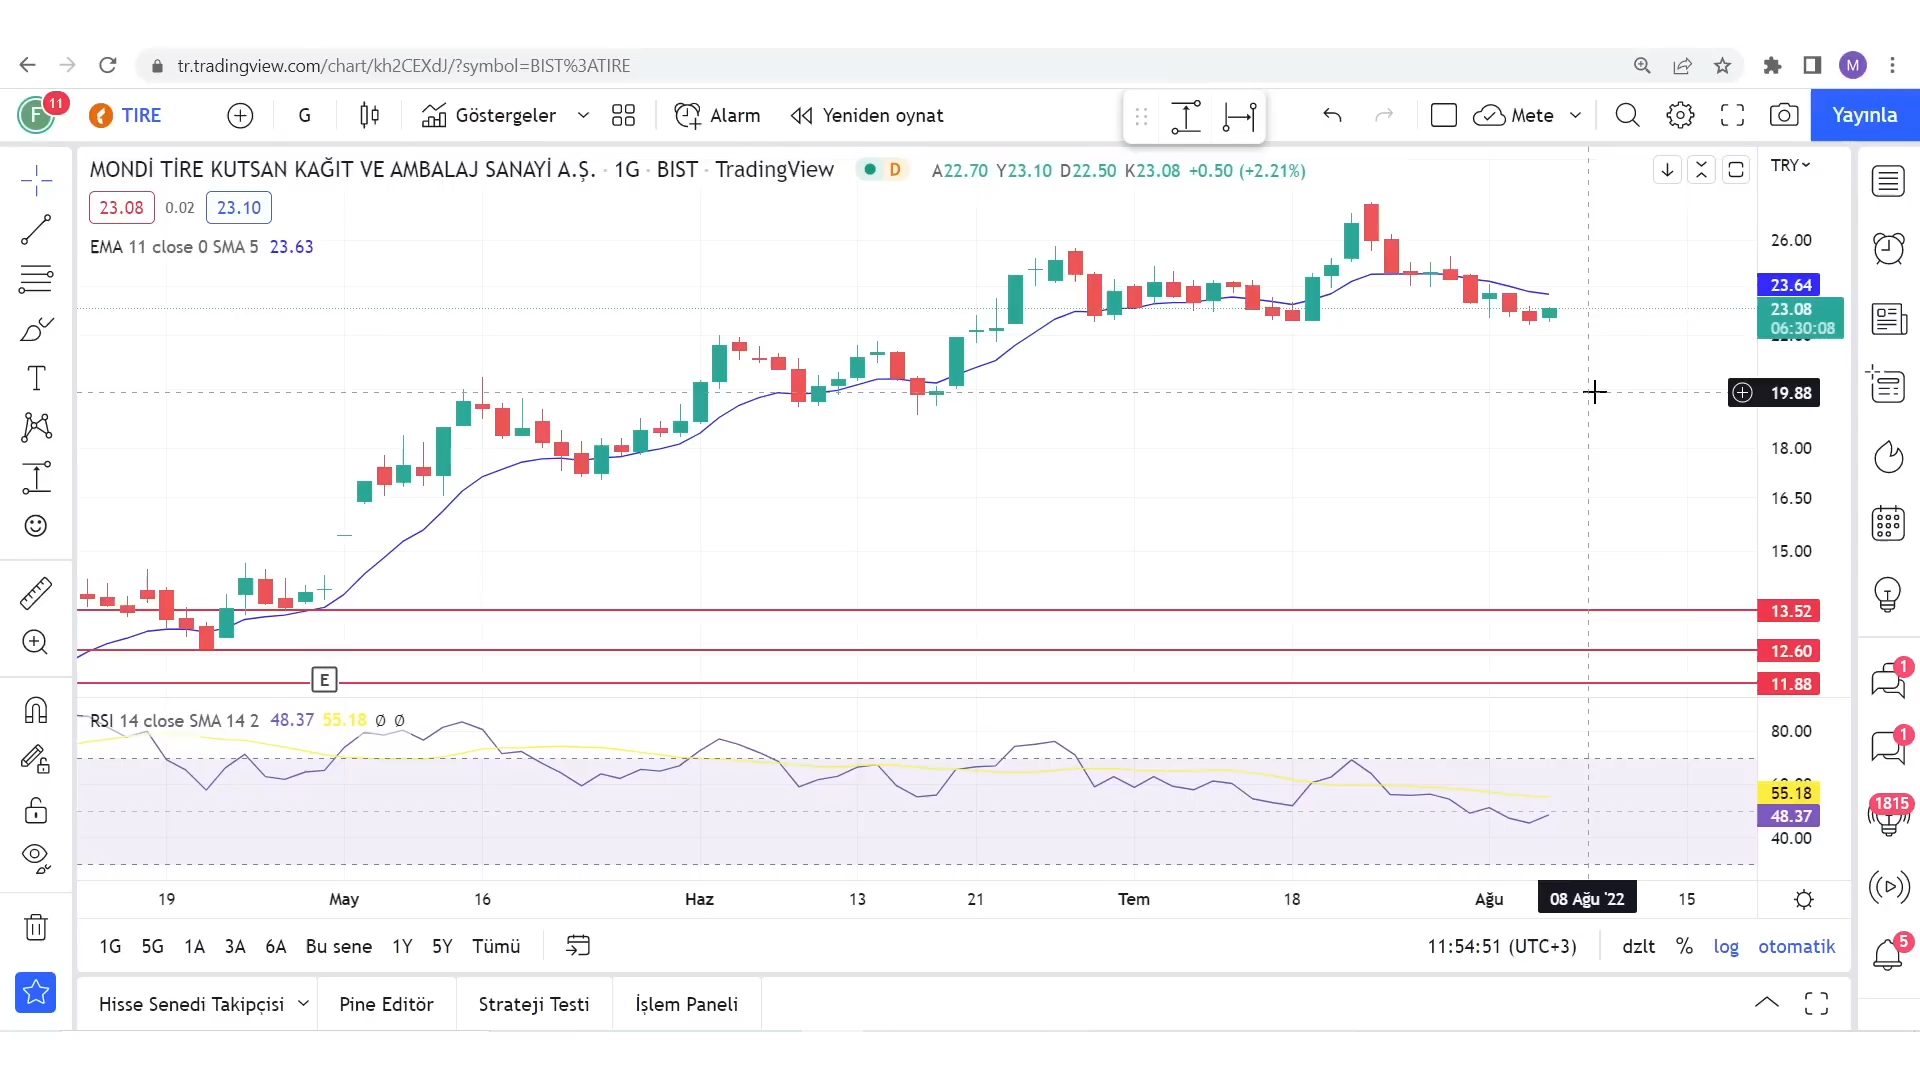 tr.tradingview.com/chart/kh2CEXdJ/?symbol=BIST%3ATIRE
M
F 11 TIRE G Göstergeler Alarm Yeniden oynat Mete Yayınla
MONDİ TİRE KUTSAN KAĞIT VE AMBALAJ SANAYİ A.Ş. · 1G · BIST · TradingView D A22.70 Y23.10 D22.50 K23.08 +0.50 (+2.21%)
TRY
23.08 0.02 23.10
EMA 11 close 0 SMA 5 23.63
26.00
23.64
23.08
06:30:08
19.88
18.00
16.50
15.00
13.52
12.60
11.88
E
RSI 14 close SMA 14 2 48.37 55.18 Ø Ø
80.00
55.18
48.37
40.00
19 May 16 Haz 13 21 Tem 18 Ağu 08 Ağu '22 15
1G 5G 1A 3A 6A Bu sene 1Y 5Y Tümü 11:54:51 (UTC+3) dzlt % log otomatik
Hisse Senedi Takipçisi Pine Editör Strateji Testi İşlem Paneli
1
1
1815
5